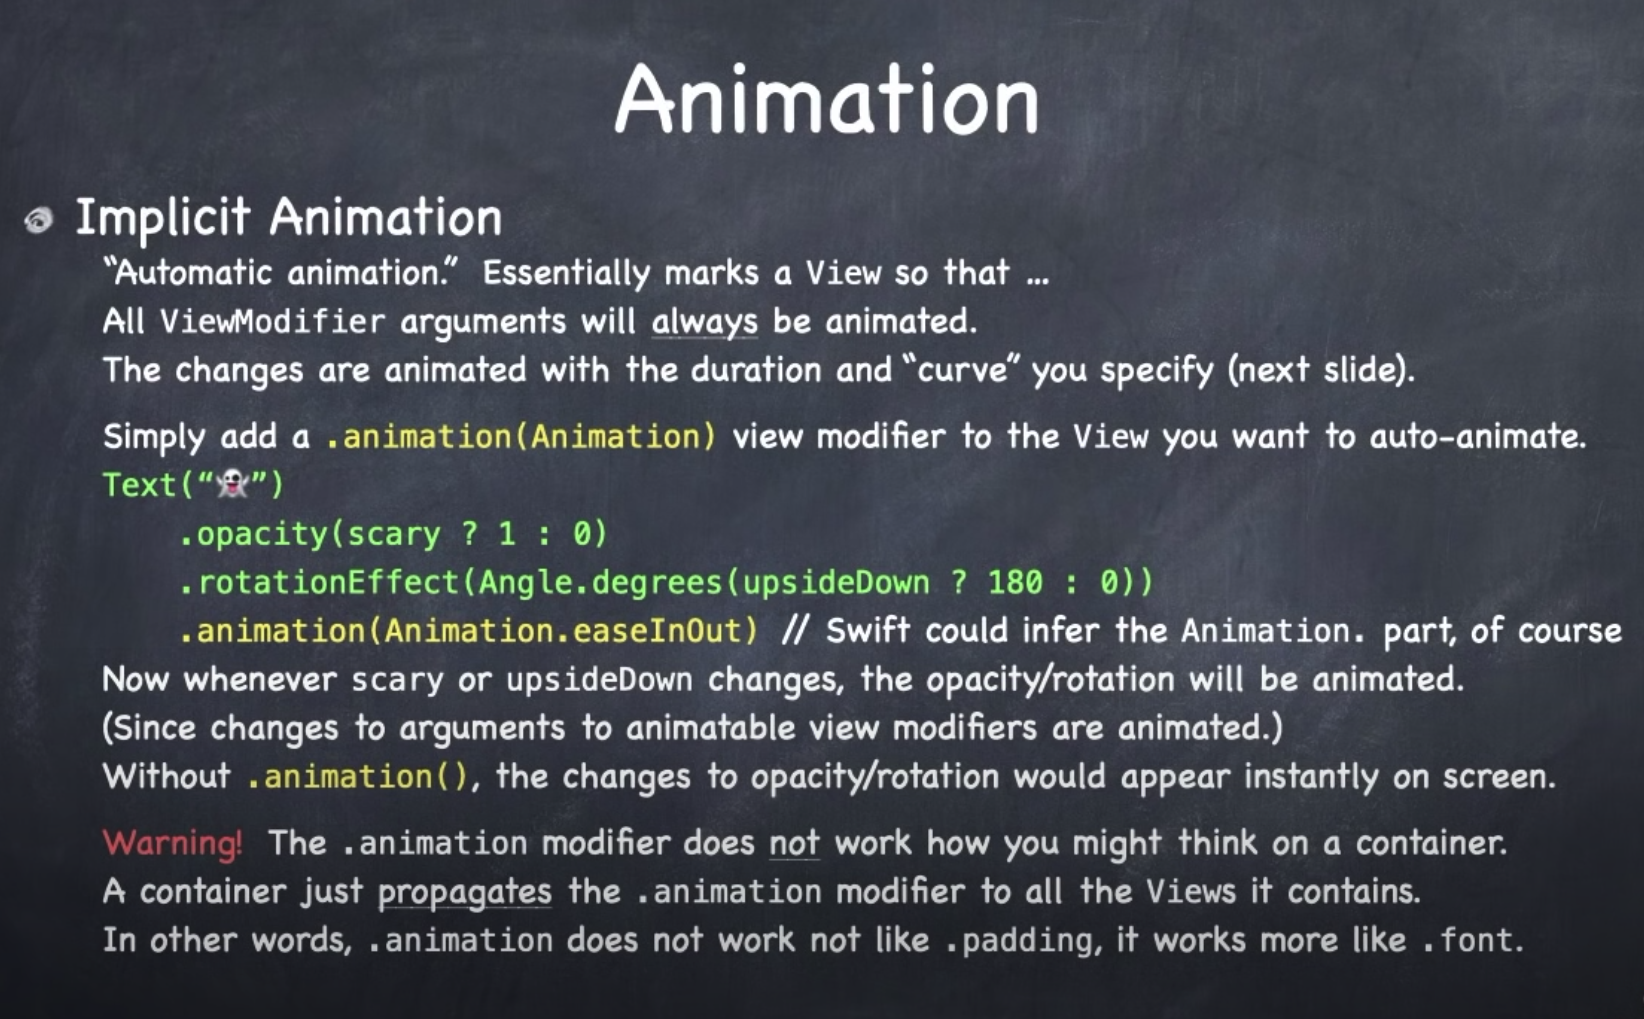 Animation
Implicit Animation
“Automatic animation.” Essentially marks a View so that …
All ViewModifier arguments will always be animated.
The changes are animated with the duration and “curve” you specify (next slide).
Simply add a .animation(Animation) view modifier to the View you want to auto-animate.
Text(“👻”)
.opacity(scary ? 1 : 0)
.rotationEffect(Angle.degrees(upsideDown ? 180 : 0))
.animation(Animation.easeInOut) // Swift could infer the Animation. part, of course
Now whenever scary or upsideDown changes, the opacity/rotation will be animated.
(Since changes to arguments to animatable view modifiers are animated.)
Without .animation(), the changes to opacity/rotation would appear instantly on screen.
Warning! The .animation modifier does not work how you might think on a container.
A container just propagates the .animation modifier to all the Views it contains.
In other words, .animation does not work not like .padding, it works more like .font.